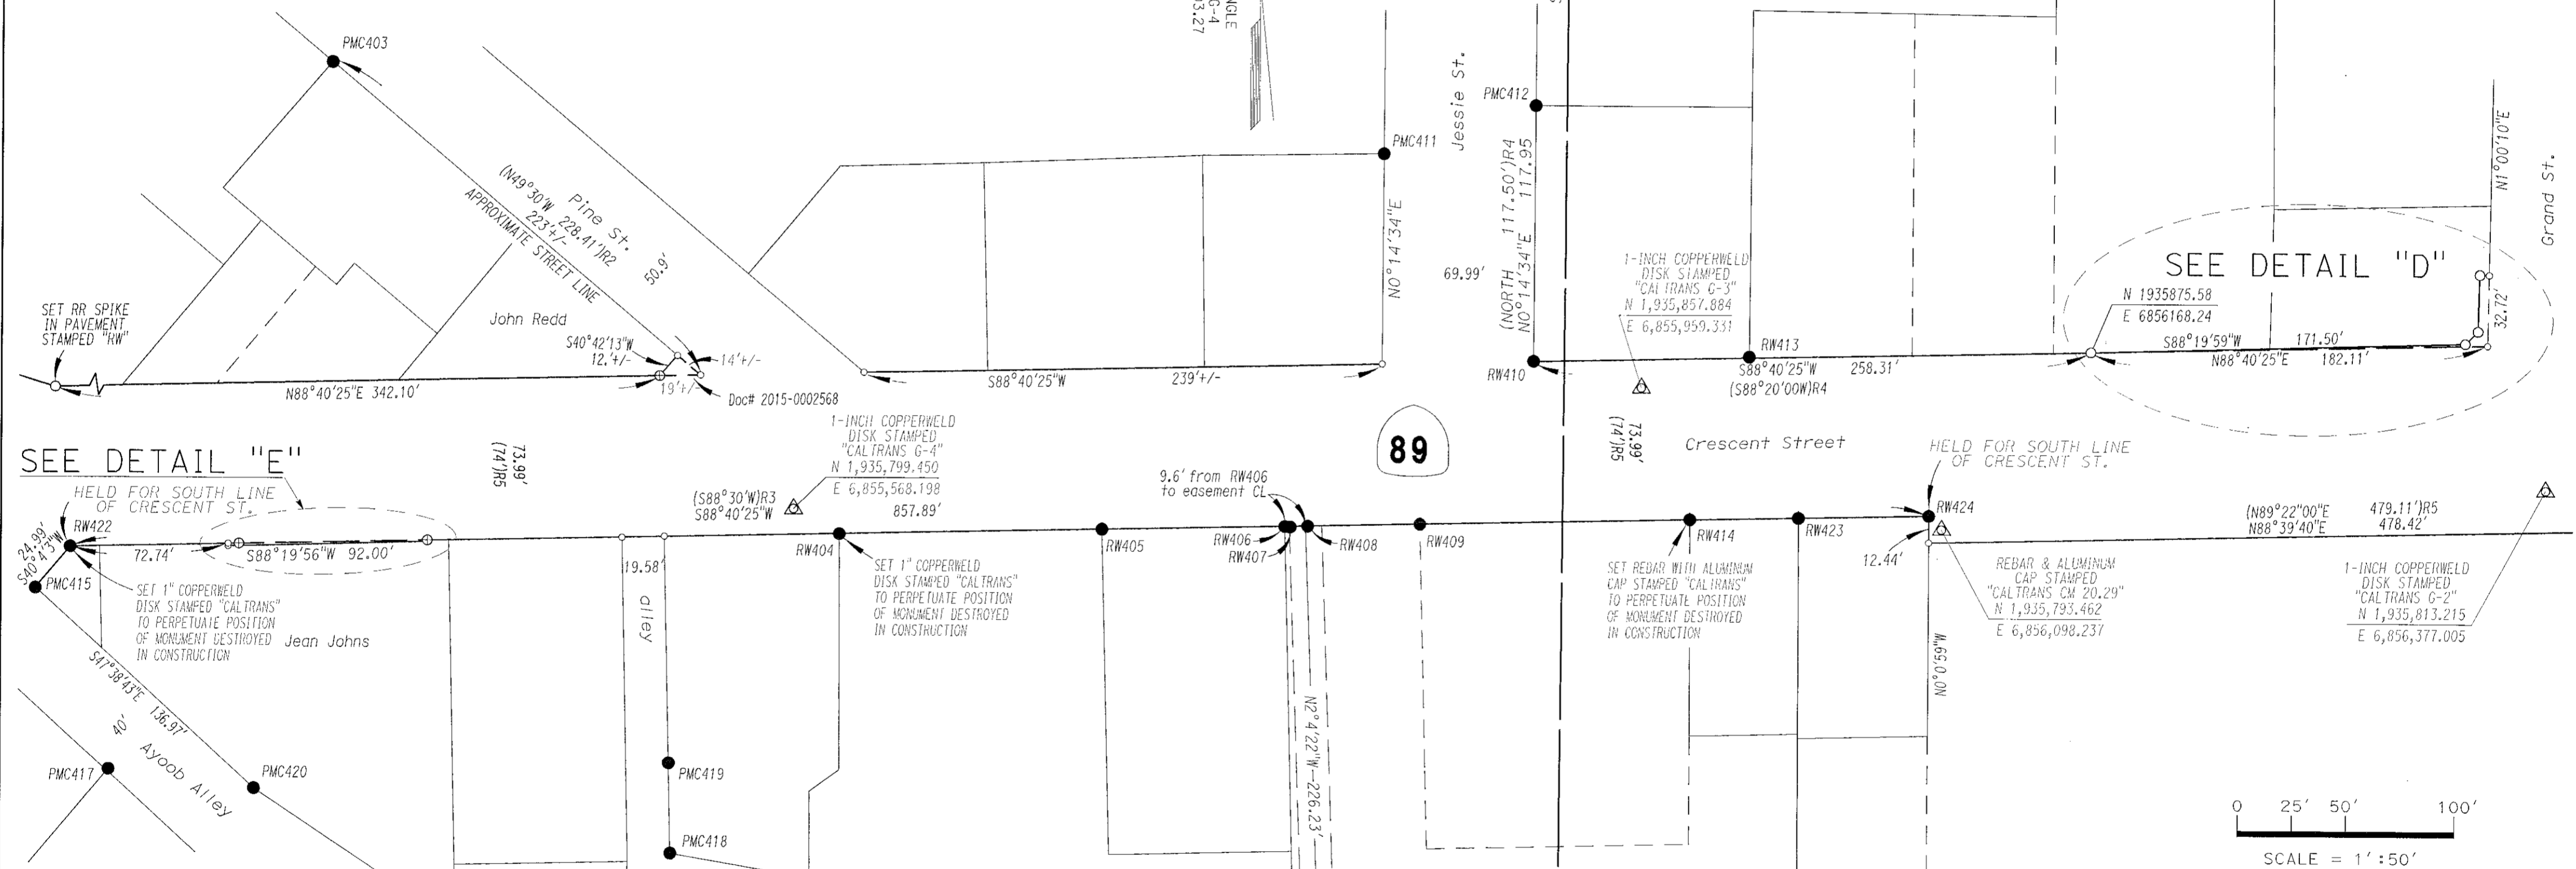 PMC403
NGLE
G-4
03.27
Jessie St.
PMC411
PMC412
(NORTH 117.50')R4
N0°14'34"E 117.95
N0°14'34"E
69.99'
Pine St.
(N49°30'W 228.41')R2
223'+/-
APPROXIMATE STREET LINE
50.9'
SET RR SPIKE
IN PAVEMENT
STAMPED "RW"
John Redd
S40°42'13"W
12.'+/-
14'+/-
19'+/-
Doc# 2015-0002568
N88°40'25"E 342.10'
S88°40'25"W 239'+/-
1-INCH COPPERWELD
DISK STAMPED
"CALTRANS G-3"
N 1,935,857.884
E 6,855,959.331
RW410
RW413
S88°40'25"W 258.31'
(S88°20'00W)R4
SEE DETAIL "D"
N 1935875.58
E 6856168.24
S88°19'59"W 171.50'
N88°40'25"E 182.11'
32.72'
N1°00'10"E
Grand St.
SEE DETAIL "E"
HELD FOR SOUTH LINE
OF CRESCENT ST.
RW422
24.99'
S40°4'3"W
PMC415
72.74'
S88°19'56"W 92.00'
73.99'
(74')R5
1-INCH COPPERWELD
DISK STAMPED
"CALTRANS G-4"
N 1,935,799.450
E 6,855,568.198
(S88°30'W)R3
S88°40'25"W 857.89'
89
9.6' from RW406
to easement CL
73.99'
(74')R5
Crescent Street
HELD FOR SOUTH LINE
OF CRESCENT ST.
RW424
RW404
RW405
RW406
RW407
RW408
RW409
RW414
RW423
12.44'
(N89°22'00"E 479.11')R5
N88°39'40"E 478.42'
SET 1" COPPERWELD
DISK STAMPED "CALTRANS"
TO PERPETUATE POSITION
OF MONUMENT DESTROYED
IN CONSTRUCTION
Jean Johns
19.58'
alley
SET 1" COPPERWELD
DISK STAMPED "CALTRANS"
TO PERPETUATE POSITION
OF MONUMENT DESTROYED
IN CONSTRUCTION
SET REBAR WITH ALUMINUM
CAP STAMPED "CALTRANS"
TO PERPETUATE POSITION
OF MONUMENT DESTROYED
IN CONSTRUCTION
REBAR & ALUMINUM
CAP STAMPED
"CALTRANS CM 20.29"
N 1,935,793.462
E 6,856,098.237
1-INCH COPPERWELD
DISK STAMPED
"CALTRANS G-2"
N 1,935,813.215
E 6,856,377.005
S47°38'43"E 136.97'
40'
Ayoob Alley
PMC417
PMC420
PMC419
PMC418
N2°4'22"W 226.23'
N0°0'59"W
0 25' 50' 100'
SCALE = 1':50'